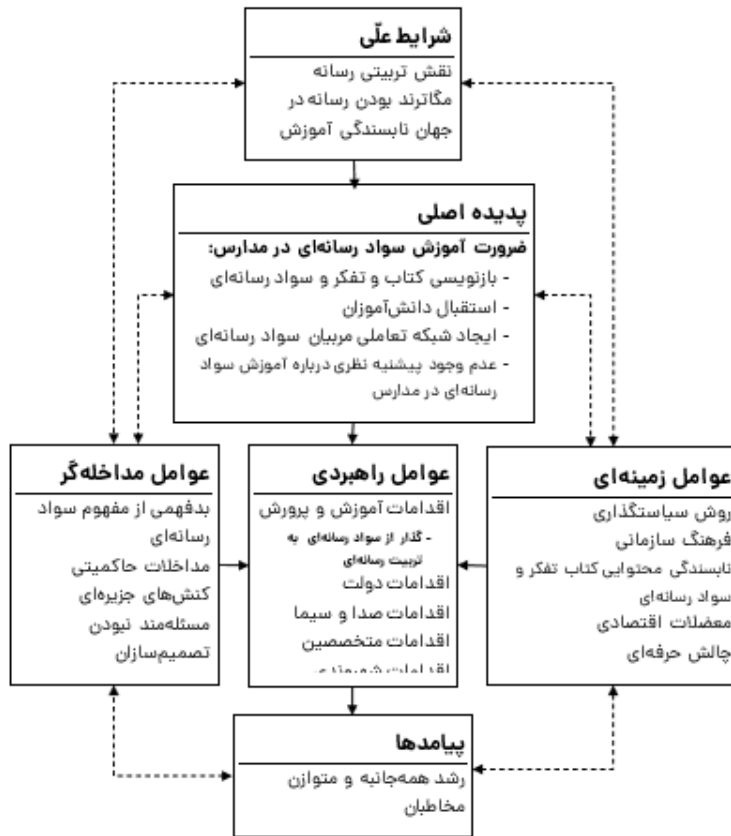 شرایط علّی
نقش تربیتی رسانه
مگاترند بودن رسانه در
جهان نابسندگی آموزش
پدیده اصلی
ضرورت آموزش سواد رسانه‌ای در مدارس:
- بازنویسی کتاب و تفکر و سواد رسانه‌ای
- استقبال دانش‌آموزان
- ایجاد شبکه تعاملی مربیان سواد رسانه‌ای
- عدم وجود پیشنیه نظری درباره آموزش سواد
رسانه‌ای در مدارس
عوامل زمینه‌ای
روش سیاستگذاری
فرهنگ سازمانی
نابسندگی محتوایی کتاب تفکر و
سواد رسانه‌ای
معضلات اقتصادی
چالش حرفه‌ای
عوامل راهبردی
اقدامات آموزش و پرورش
- گذار از سواد رسانه‌ای به
تربیت رسانه‌ای
اقدامات دولت
اقدامات صدا و سیما
اقدامات متخصصین
اقدامات شهروندی
عوامل مداخله‌گر
بدفهمی از مفهوم سواد
رسانه‌ای
مداخلات حاکمیتی
کنش‌های جزیره‌ای
مسئله‌مند نبودن
تصمیم‌سازان
پیامدها
رشد همه‌جانبه و متوازن
مخاطبان